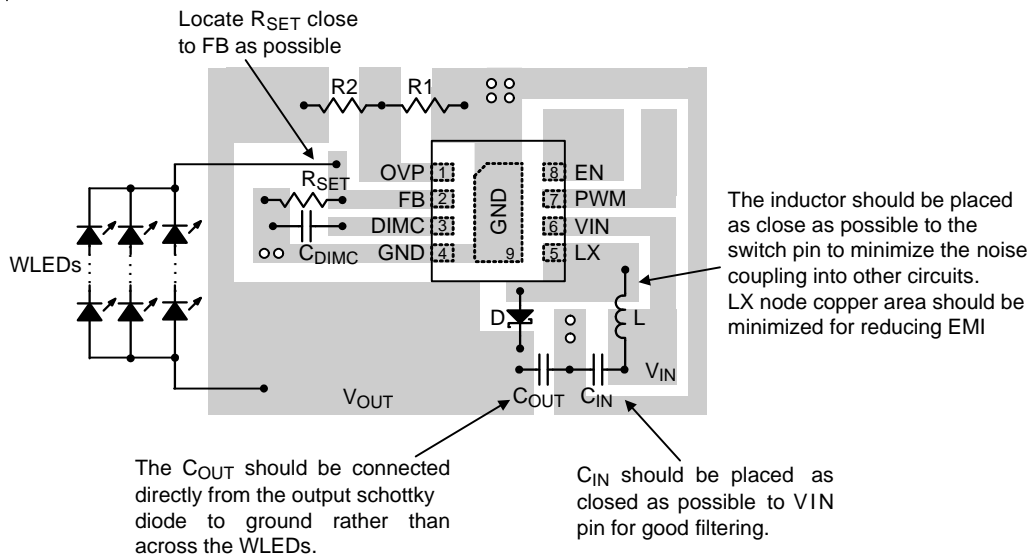 Locate RSET close
to FB as possible
R2
R1
OVP 1
8 EN
RSET
FB 2
7 PWM
GND
DIMC 3
6 VIN
CDIMC
GND 4
9
5 LX
WLEDs
The inductor should be placed
as close as possible to the
switch pin to minimize the noise
coupling into other circuits.
LX node copper area should be
minimized for reducing EMI
D
L
VIN
VOUT
COUT
CIN
The COUT should be connected
directly from the output schottky
diode to ground rather than
across the WLEDs.
CIN should be placed as
closed as possible to VIN
pin for good filtering.